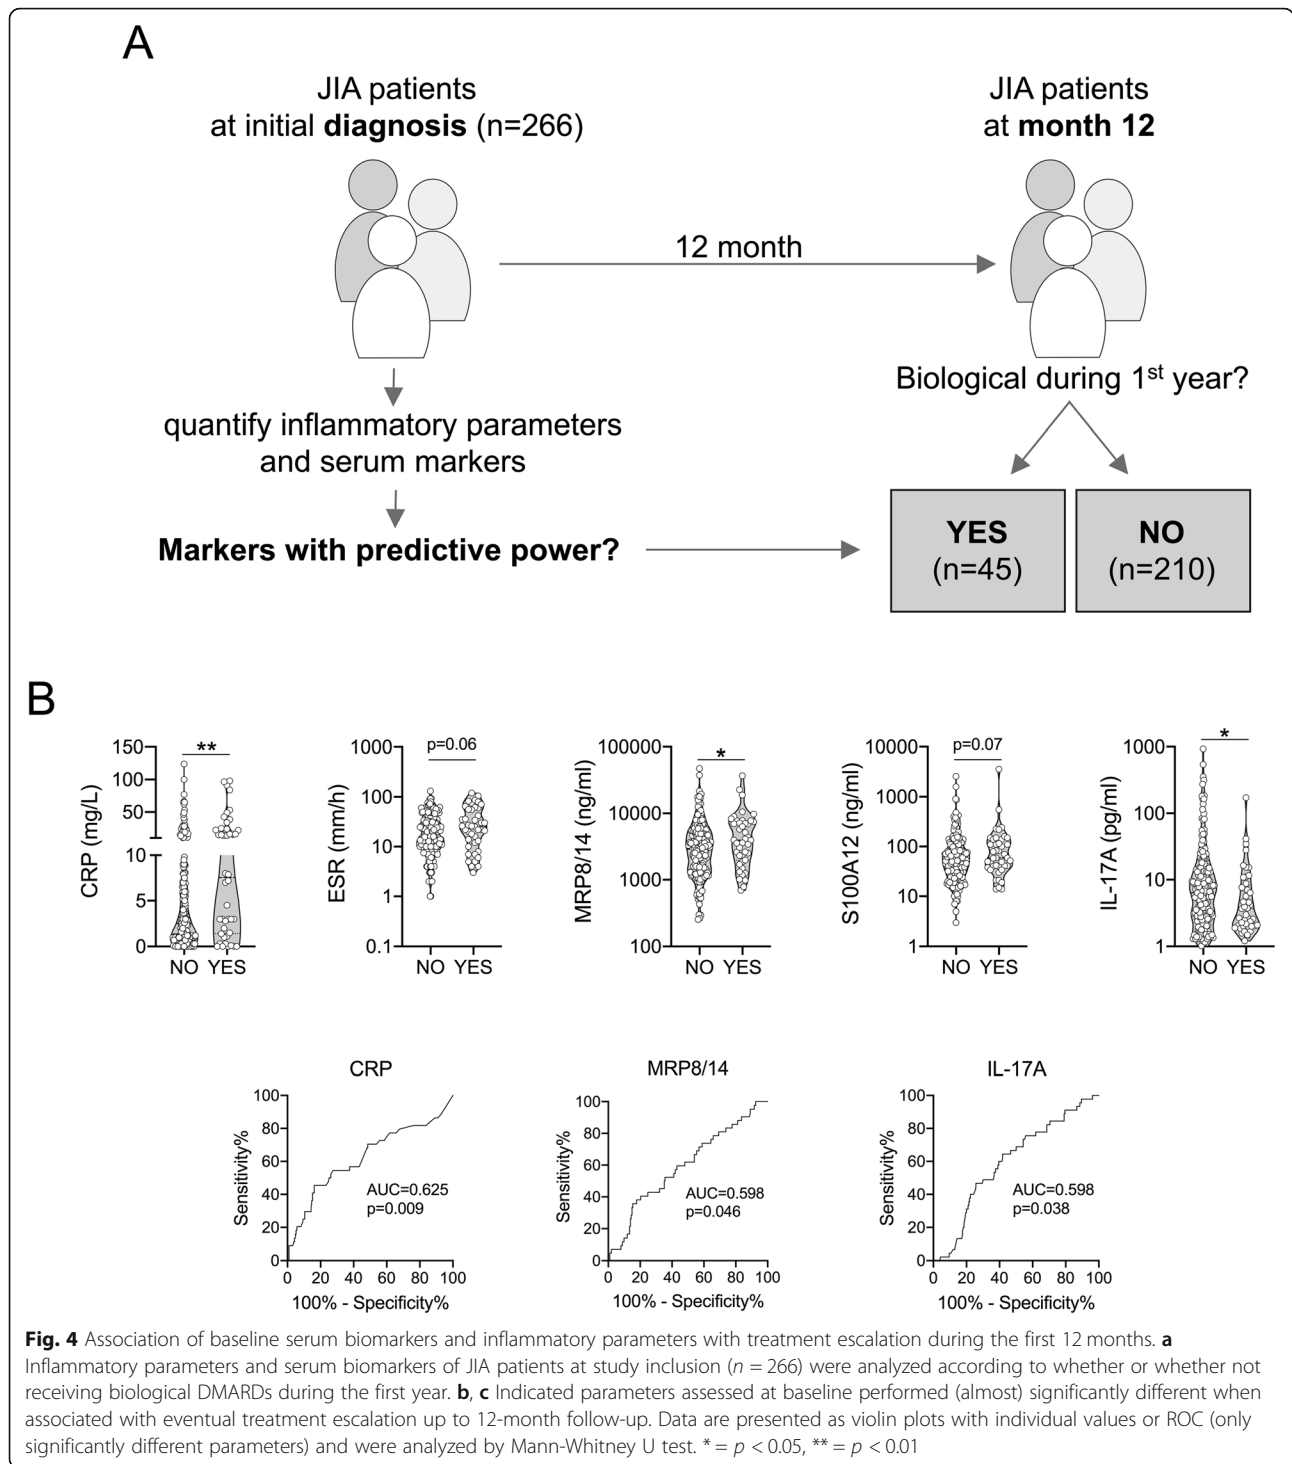 A
JIA patients
at initial diagnosis (n=266)
JIA patients
at month 12
12 month
Biological during 1st year?
quantify inflammatory parameters
and serum markers
Markers with predictive power?
YES
(n=45)
NO
(n=210)
B
CRP (mg/L)
150
100
50
10
5
0
**
NO YES
ESR (mm/h)
1000
100
10
1
0.1
p=0.06
NO YES
MRP8/14 (ng/ml)
100000
10000
1000
100
*
NO YES
S100A12 (ng/ml)
10000
1000
100
10
1
p=0.07
NO YES
IL-17A (pg/ml)
1000
100
10
1
*
NO YES
CRP
Sensitivity%
100
80
60
40
20
0
AUC=0.625
p=0.009
0 20 40 60 80 100
100% - Specificity%
MRP8/14
Sensitivity%
100
80
60
40
20
0
AUC=0.598
p=0.046
0 20 40 60 80 100
100% - Specificity%
IL-17A
Sensitivity%
100
80
60
40
20
0
AUC=0.598
p=0.038
0 20 40 60 80 100
100% - Specificity%
Fig. 4 Association of baseline serum biomarkers and inflammatory parameters with treatment escalation during the first 12 months. a
Inflammatory parameters and serum biomarkers of JIA patients at study inclusion (n = 266) were analyzed according to whether or whether not
receiving biological DMARDs during the first year. b, c Indicated parameters assessed at baseline performed (almost) significantly different when
associated with eventual treatment escalation up to 12-month follow-up. Data are presented as violin plots with individual values or ROC (only
significantly different parameters) and were analyzed by Mann-Whitney U test. * = p < 0.05, ** = p < 0.01